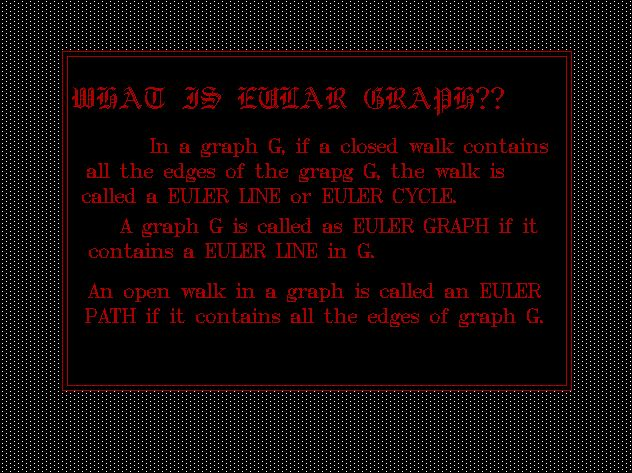 WHAT IS EULAR GRAPH??
In a graph G, if a closed walk contains
all the edges of the grapg G, the walk is
called a EULER LINE or EULER CYCLE.
A graph G is called as EULER GRAPH if it
contains a EULER LINE in G.
An open walk in a graph is called an EULER
PATH if it contains all the edges of graph G.